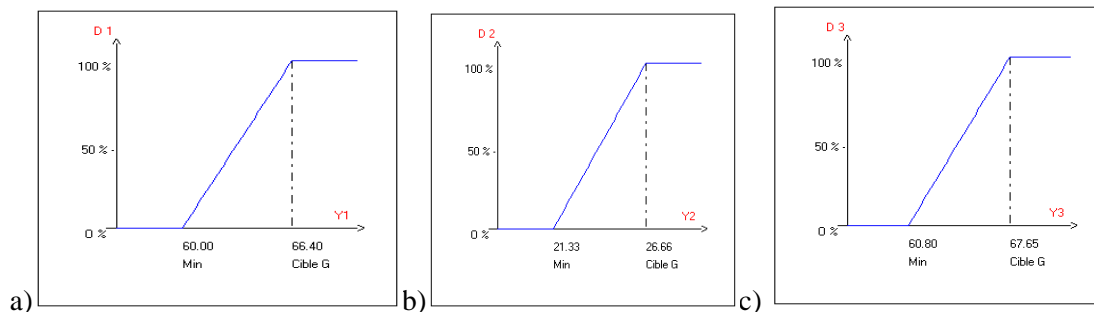 D 1
100 %
50 % -
0 %
Y1
60.00 66.40
Min Cible G
a)
D 2
100 %
50 % -
0 %
Y2
21.33 26.66
Min Cible G
b)
D 3
100 %
50 % -
0 %
Y3
60.80 67.65
Min Cible G
c)